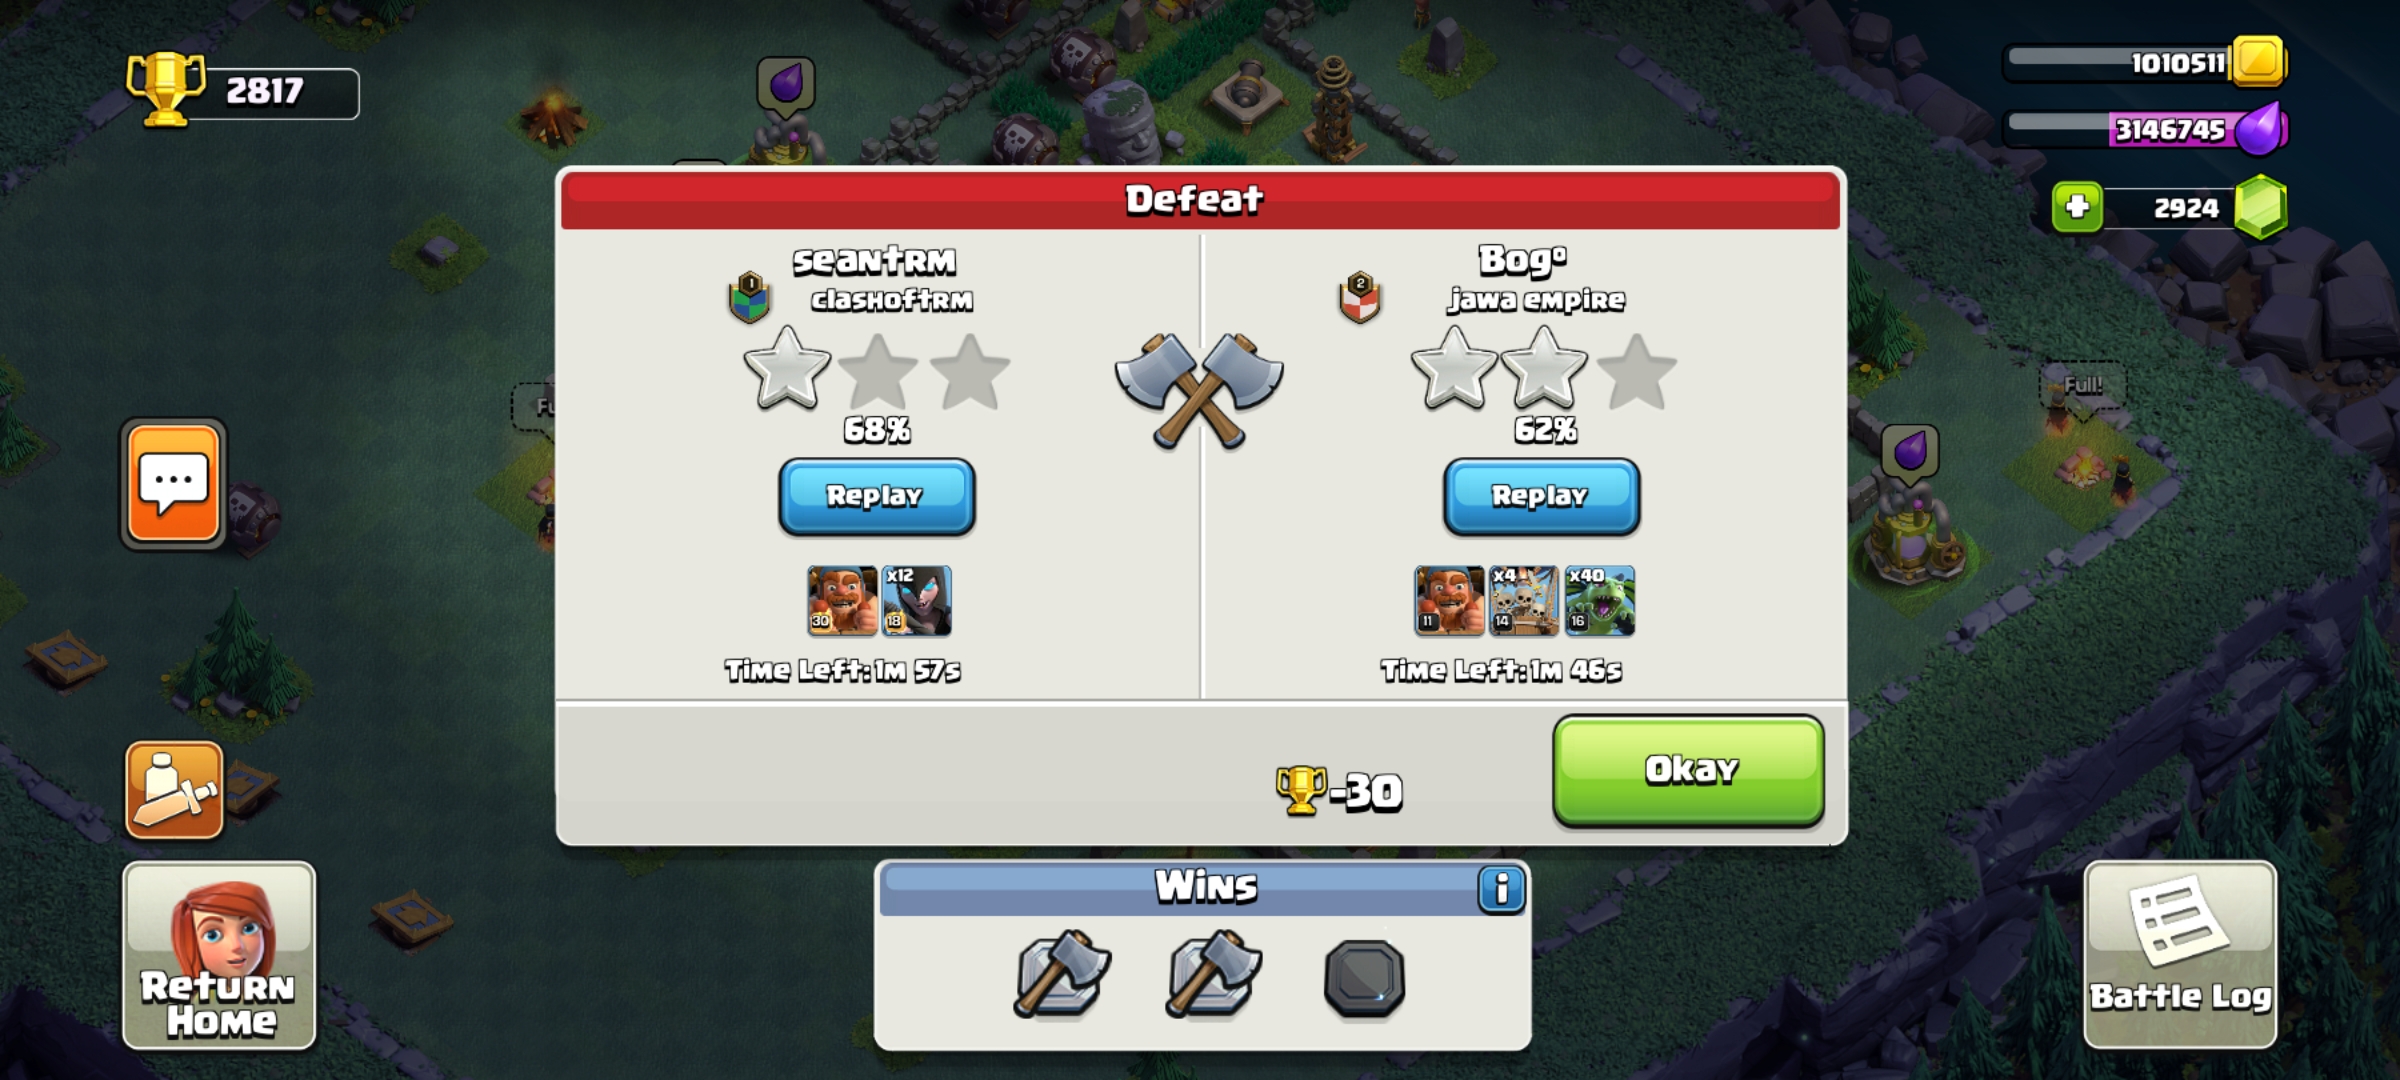 2817
1010511
3146745
2924
Defeat
seantRM
clasHoftRM
1
68%
Replay
30
x12
18
Time Left:1m 57s
Bogº
jawa empire
2
62%
Replay
11
x4
14
x40
16
Time Left:1m 46s
-30
Okay
Wins
i
Full!
Return
Home
Battle Log